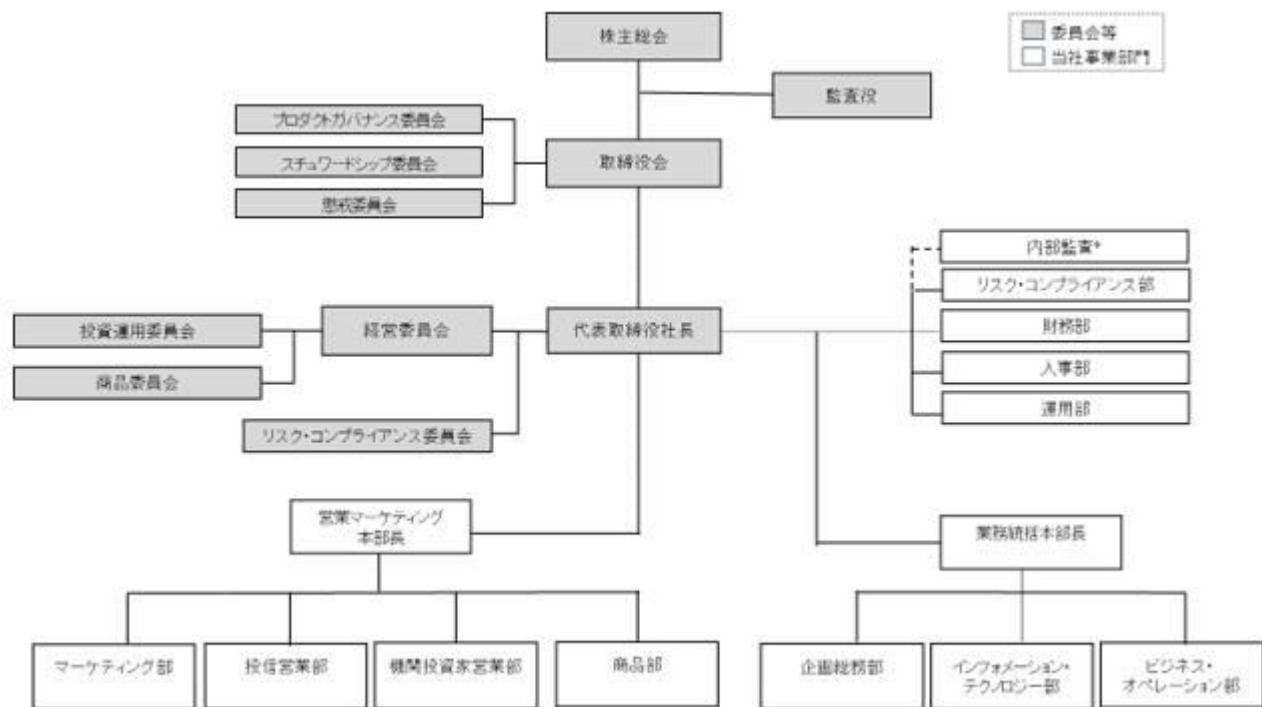 株主総会
委員会等
当社事業部門
監査役
プロダクトガバナンス委員会
スチュワードシップ委員会
懲戒委員会
取締役会
内部監査*
リスク・コンプライアンス部
財務部
人事部
運用部
投資運用委員会
商品委員会
経営委員会
代表取締役社長
リスク・コンプライアンス委員会
営業マーケティング
本部長
業務統括本部長
マーケティング部
投信営業部
機関投資家営業部
商品部
企画総務部
インフォメーション・
テクノロジー部
ビジネス・
オペレーション部